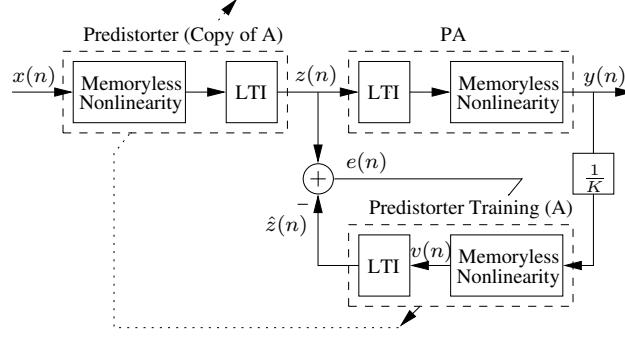 Predistorter (Copy of A)
PA
x(n)
Memoryless
Nonlinearity
LTI
z(n)
LTI
Memoryless
Nonlinearity
y(n)
e(n)
1
K
+
−
Predistorter Training (A)
ẑ(n)
LTI
v(n)
Memoryless
Nonlinearity